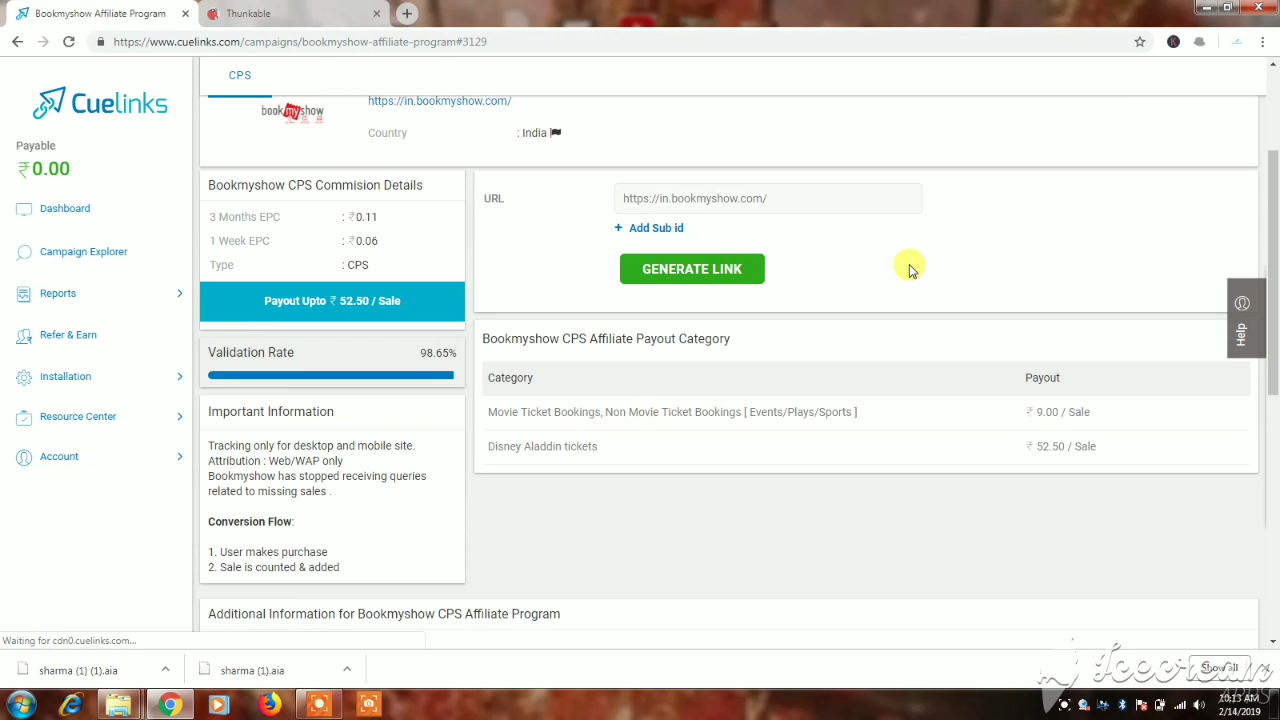 Bookmyshow Affiliate Program
Thunkable
https://www.cuelinks.com/campaigns/bookmyshow-affiliate-program#3129
Cuelinks
CPS
bookmyshow
https://in.bookmyshow.com/
Country : India
Payable
₹0.00
Dashboard
Campaign Explorer
Reports
Refer & Earn
Installation
Resource Center
Account
Bookmyshow CPS Commision Details
3 Months EPC : ₹0.11
1 Week EPC : ₹0.06
Type : CPS
Payout Upto ₹ 52.50 / Sale
Validation Rate 98.65%
Important Information
Tracking only for desktop and mobile site.
Attribution : Web/WAP only
Bookmyshow has stopped receiving queries
related to missing sales .
Conversion Flow:
1. User makes purchase
2. Sale is counted & added
URL https://in.bookmyshow.com/
+ Add Sub id
GENERATE LINK
Help
Bookmyshow CPS Affiliate Payout Category
Category Payout
Movie Ticket Bookings, Non Movie Ticket Bookings [ Events/Plays/Sports ] ₹ 9.00 / Sale
Disney Aladdin tickets ₹ 52.50 / Sale
Additional Information for Bookmyshow CPS Affiliate Program
Waiting for cdn0.cuelinks.com...
sharma (1) (1).aia
sharma (1).aia
Show all
10:13 AM
2/14/2019